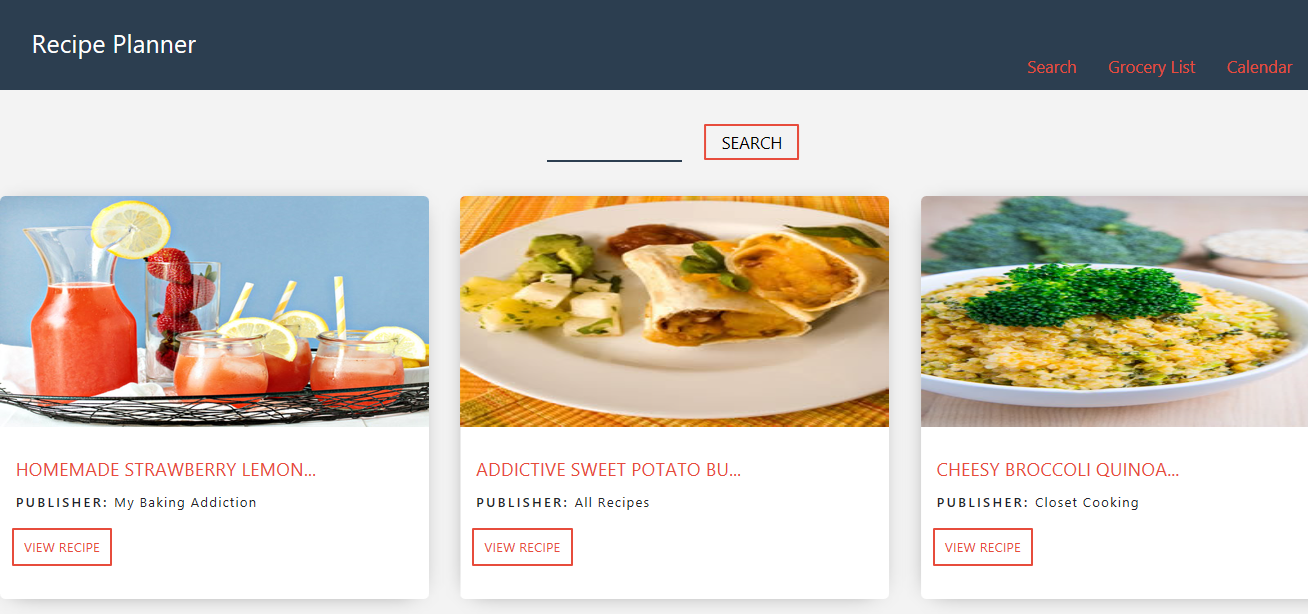 Recipe Planner
Search Grocery List Calendar
SEARCH
HOMEMADE STRAWBERRY LEMON...
PUBLISHER: My Baking Addiction
VIEW RECIPE
ADDICTIVE SWEET POTATO BU...
PUBLISHER: All Recipes
VIEW RECIPE
CHEESY BROCCOLI QUINOA...
PUBLISHER: Closet Cooking
VIEW RECIPE